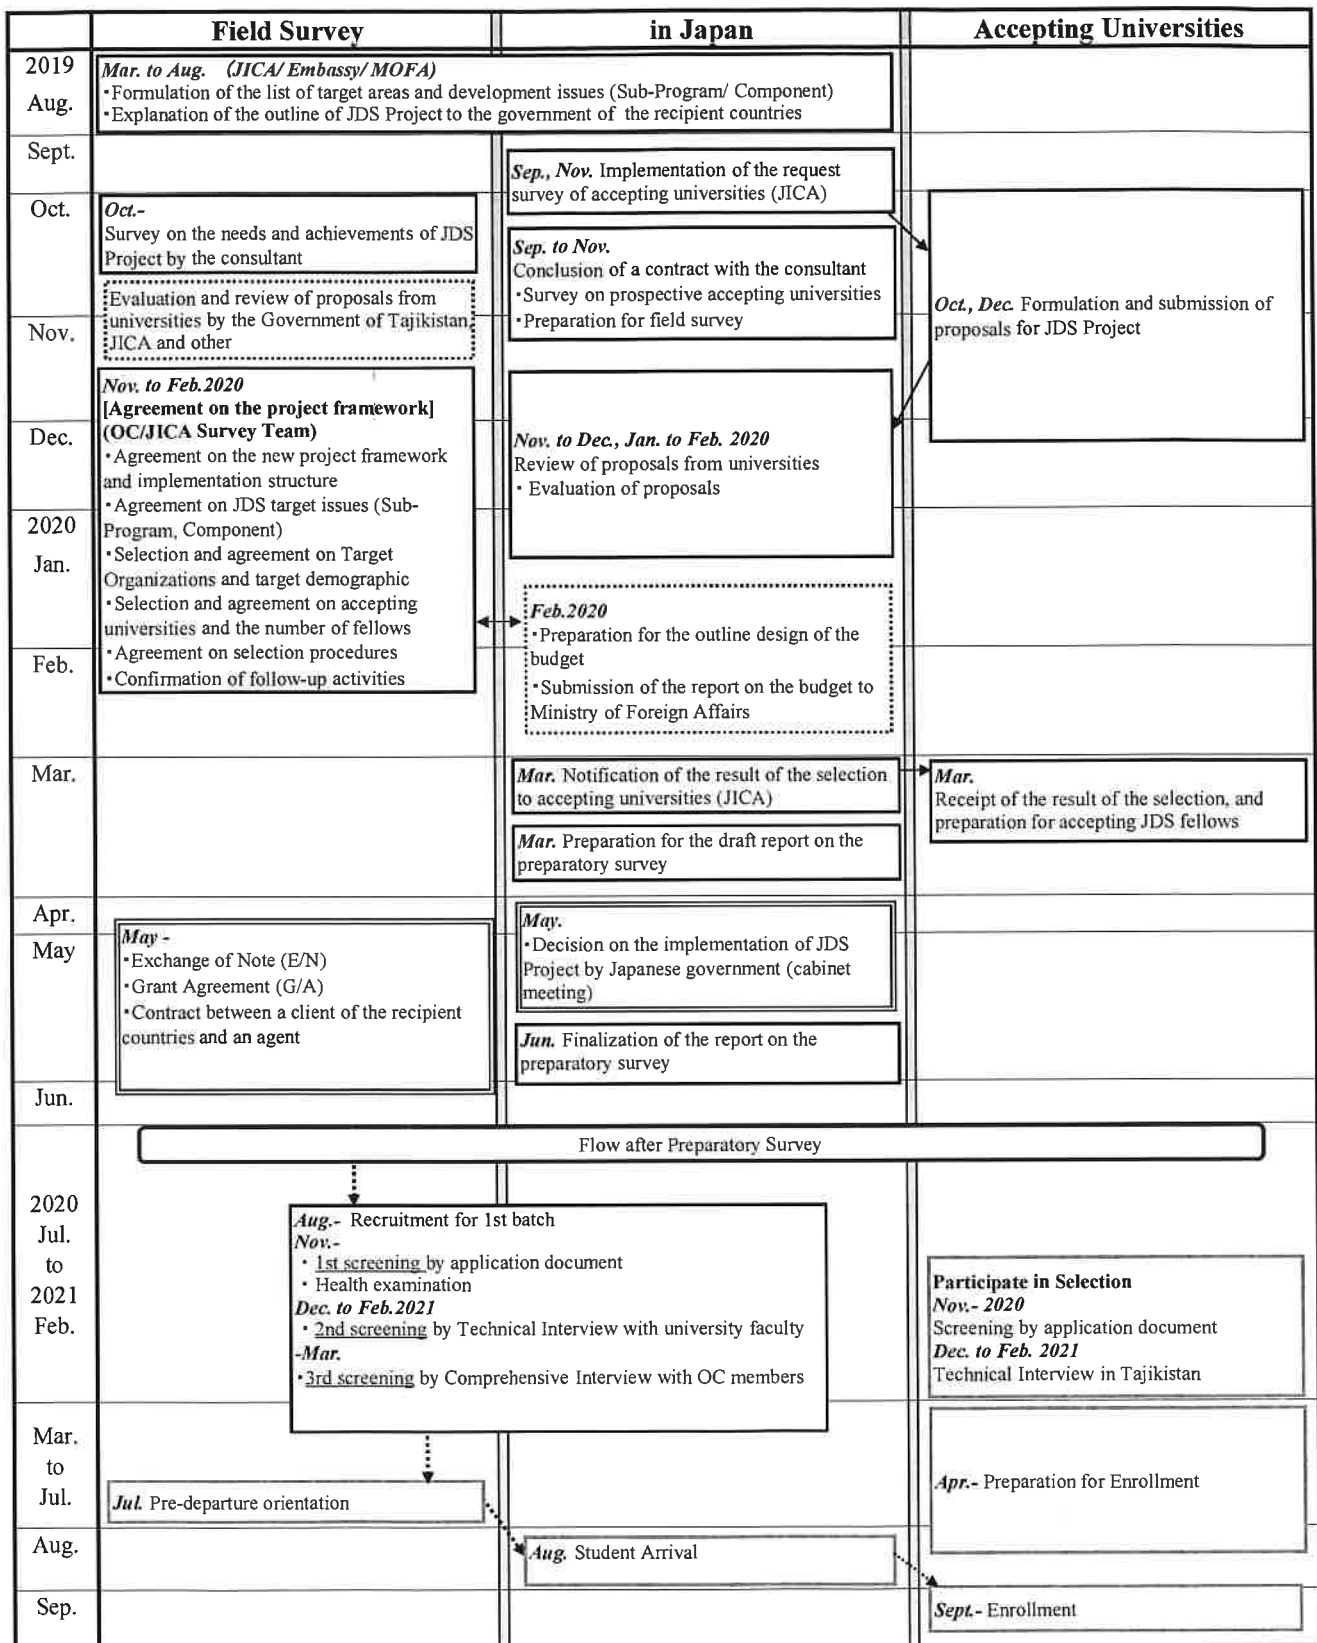 Field Survey
in Japan
Accepting Universities
2019
Aug.
Mar. to Aug. (JICA/ Embassy/ MOFA)
・Formulation of the list of target areas and development issues (Sub-Program/ Component)
・Explanation of the outline of JDS Project to the government of the recipient countries
Sept.
Sep., Nov. Implementation of the request
survey of accepting universities (JICA)
Oct.
Oct.-
Survey on the needs and achievements of JDS
Project by the consultant
Sep. to Nov.
Conclusion of a contract with the consultant
・Survey on prospective accepting universities
・Preparation for field survey
Oct., Dec. Formulation and submission of
proposals for JDS Project
Evaluation and review of proposals from
universities by the Government of Tajikistan,
JICA and other
Nov.
Nov. to Feb.2020
[Agreement on the project framework]
(OC/JICA Survey Team)
・Agreement on the new project framework
and implementation structure
・Agreement on JDS target issues (Sub-
Program, Component)
・Selection and agreement on Target
Organizations and target demographic
・Selection and agreement on accepting
universities and the number of fellows
・Agreement on selection procedures
・Confirmation of follow-up activities
Dec.
Nov. to Dec., Jan. to Feb. 2020
Review of proposals from universities
・Evaluation of proposals
2020
Jan.
Feb.2020
・Preparation for the outline design of the
budget
・Submission of the report on the budget to
Ministry of Foreign Affairs
Feb.
Mar.
Mar. Notification of the result of the selection
to accepting universities (JICA)
Mar.
Receipt of the result of the selection, and
preparation for accepting JDS fellows
Mar. Preparation for the draft report on the
preparatory survey
Apr.
May
May -
・Exchange of Note (E/N)
・Grant Agreement (G/A)
・Contract between a client of the recipient
countries and an agent
May.
・Decision on the implementation of JDS
Project by Japanese government (cabinet
meeting)
Jun. Finalization of the report on the
preparatory survey
Jun.
Flow after Preparatory Survey
2020
Jul.
to
2021
Feb.
Aug.- Recruitment for 1st batch
Nov.-
・1st screening by application document
・Health examination
Dec. to Feb.2021
・2nd screening by Technical Interview with university faculty
-Mar.
・3rd screening by Comprehensive Interview with OC members
Participate in Selection
Nov.- 2020
Screening by application document
Dec. to Feb. 2021
Technical Interview in Tajikistan
Mar.
to
Jul.
Jul. Pre-departure orientation
Apr.- Preparation for Enrollment
Aug.
Aug. Student Arrival
Sep.
Sept.- Enrollment